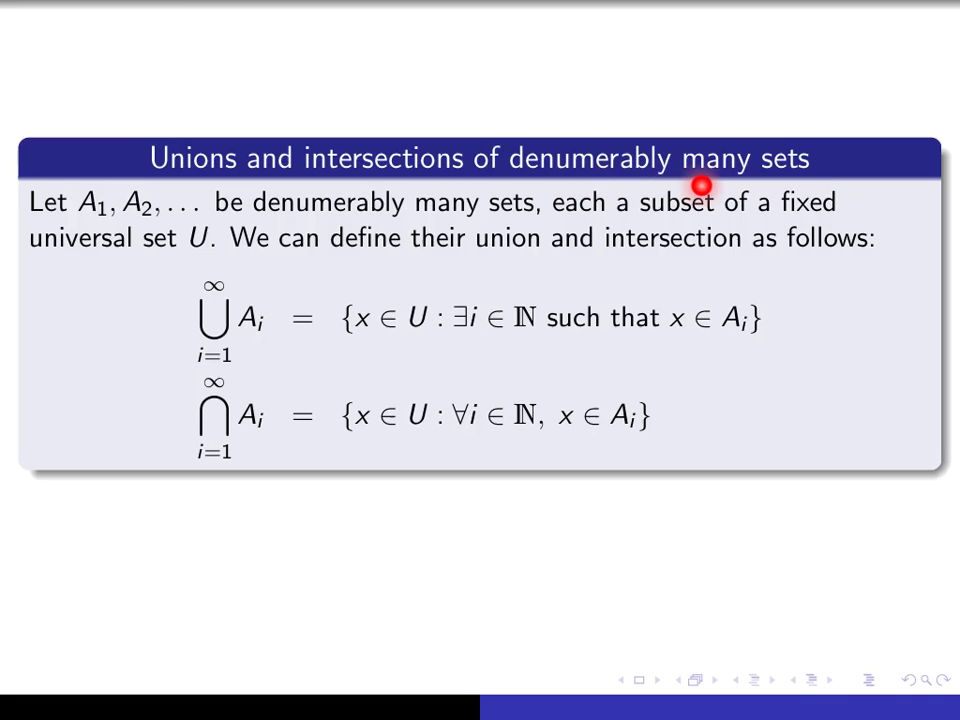 Unions and intersections of denumerably many sets
Let A₁, A₂, . . . be denumerably many sets, each a subset of a fixed
universal set U. We can define their union and intersection as follows:
∞
⋃ Aᵢ = {x ∈ U : ∃i ∈ ℕ such that x ∈ Aᵢ}
i=1
∞
⋂ Aᵢ = {x ∈ U : ∀i ∈ ℕ, x ∈ Aᵢ}
i=1